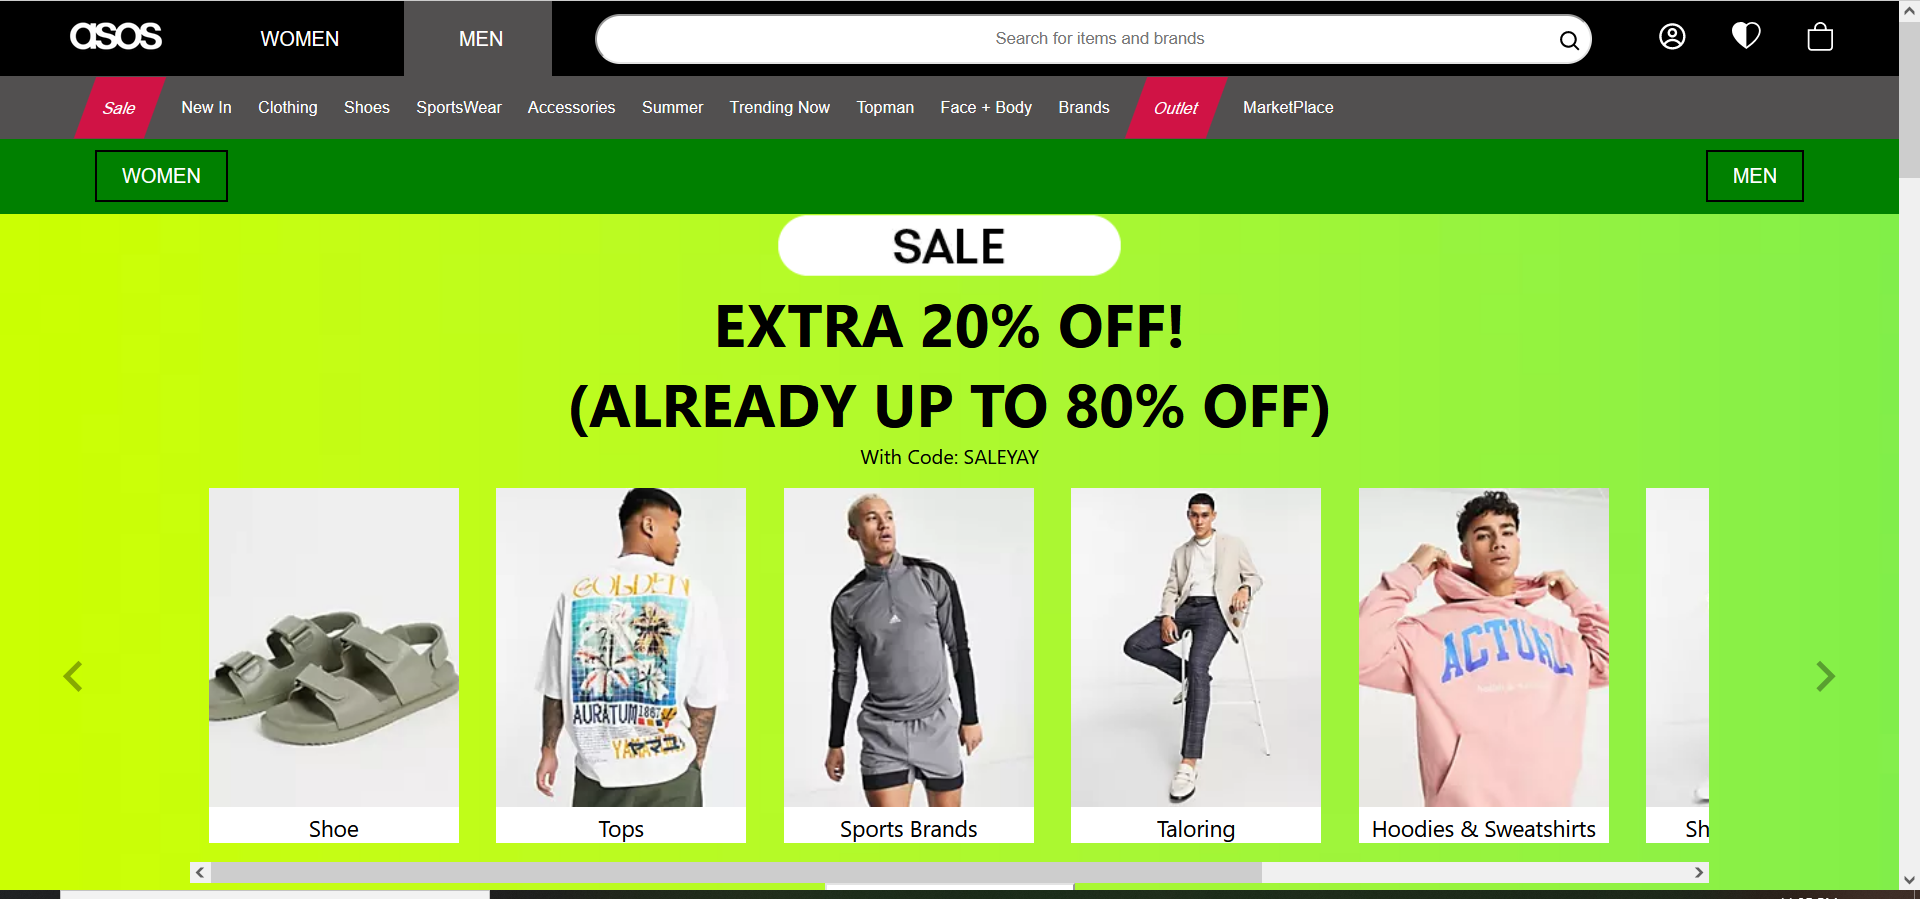 asos WOMEN MEN Search for items and brands
Sale New In Clothing Shoes SportsWear Accessories Summer Trending Now Topman Face + Body Brands Outlet MarketPlace
WOMEN MEN
SALE
EXTRA 20% OFF!
(ALREADY UP TO 80% OFF)
With Code: SALEYAY
GOLDEN
AURATUM 1867
ACTUAL
Shoe Tops Sports Brands Taloring Hoodies & Sweatshirts Sh